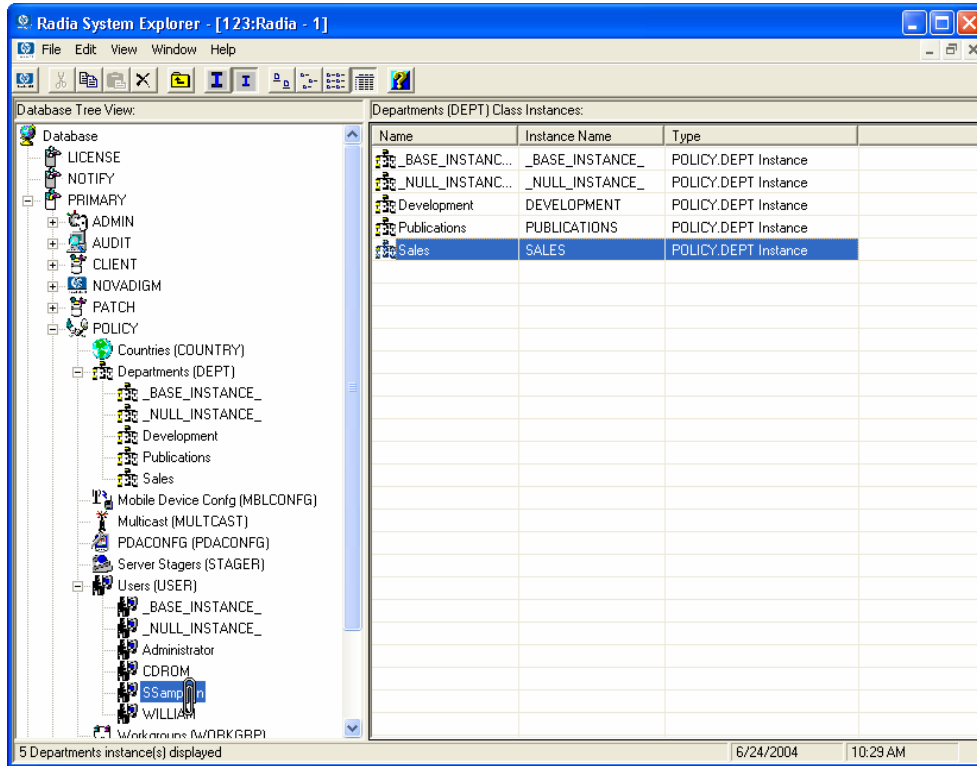 Radia System Explorer - [123:Radia - 1]
File Edit View Window Help
Database Tree View:
Departments (DEPT) Class Instances:
Database
LICENSE
NOTIFY
PRIMARY
ADMIN
AUDIT
CLIENT
NOVADIGM
PATCH
POLICY
Countries (COUNTRY)
Departments (DEPT)
_BASE_INSTANCE_
_NULL_INSTANCE_
Development
Publications
Sales
Mobile Device Confg (MBLCONFG)
Multicast (MULTCAST)
PDACONFG (PDACONFG)
Server Stagers (STAGER)
Users (USER)
_BASE_INSTANCE_
_NULL_INSTANCE_
Administrator
CDROM
WILLIAM
Workgroups (WORKGRP)
Name Instance Name Type
_BASE_INSTANC... _BASE_INSTANCE_ POLICY.DEPT Instance
_NULL_INSTANC... _NULL_INSTANCE_ POLICY.DEPT Instance
Development DEVELOPMENT POLICY.DEPT Instance
Publications PUBLICATIONS POLICY.DEPT Instance
Sales SALES POLICY.DEPT Instance
5 Departments instance(s) displayed 6/24/2004 10:29 AM